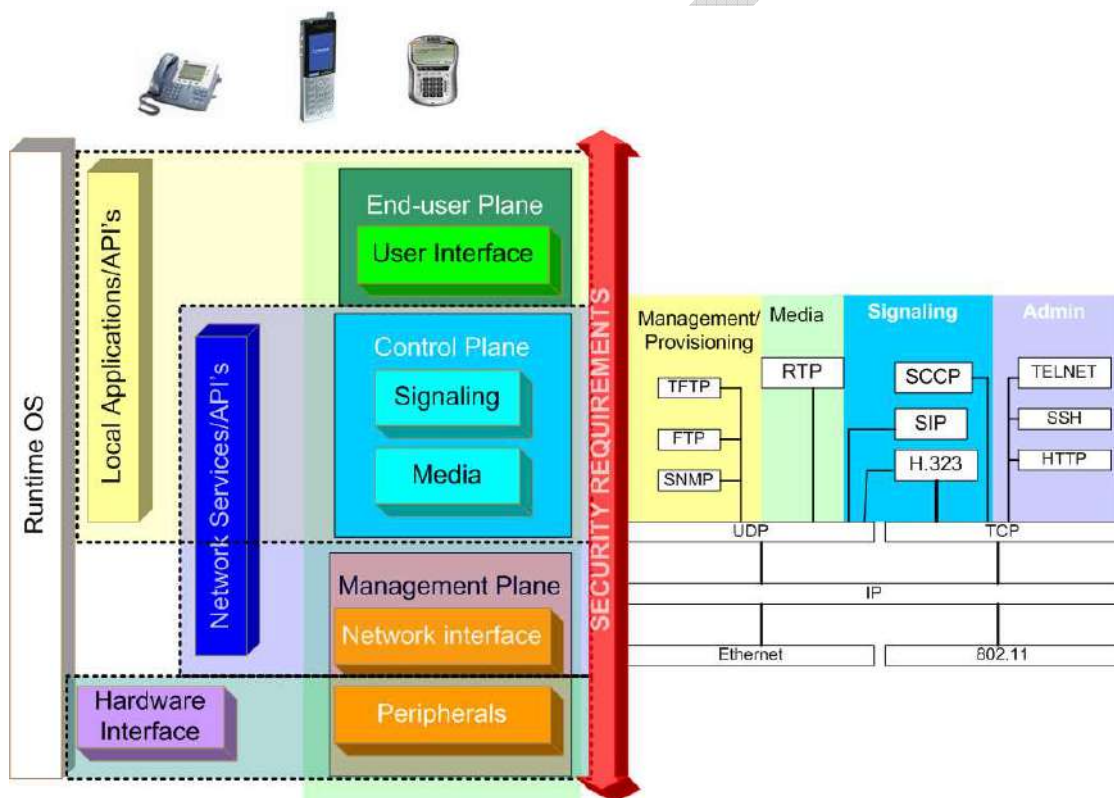 Runtime OS
Local Applications/API's
Network Services/API's
Hardware
Interface
End-user Plane
User Interface
Control Plane
Signaling
Media
Management Plane
Network interface
Peripherals
SECURITY REQUIREMENTS
Management/
Provisioning
TFTP
FTP
SNMP
Media
RTP
Signaling
SCCP
SIP
H.323
Admin
TELNET
SSH
HTTP
UDP
TCP
IP
Ethernet
802.11